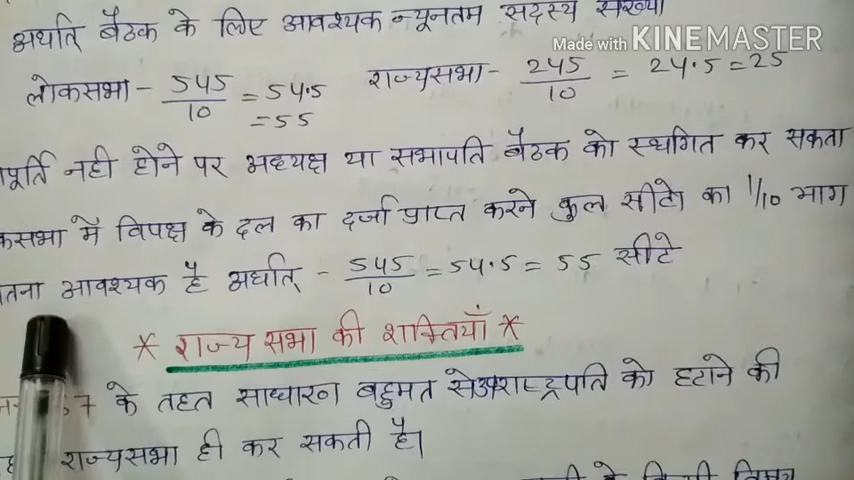 अर्थात् बैठक के लिए आवश्यक न्यूनतम सदस्य संख्या
Made with KINEMASTER
लोकसभा - 545/10 = 54.5 राज्यसभा - 245/10 = 24.5 = 25
= 55
पूर्ति नही होने पर अध्यक्ष या सभापति बैठक को स्थगित कर सकता
कसभा में विपक्ष के दल का दर्जा प्राप्त करने कुल सीटो का 1/10 भाग
आवश्यक है अर्थात् - 545/10 = 54.5 = 55 सीटे
* राज्य सभा की शाक्तियाँ *
7 के तहत साधारण बहुमत से उपराष्ट्रपति को हटाने की
राज्यसभा ही कर सकती है।